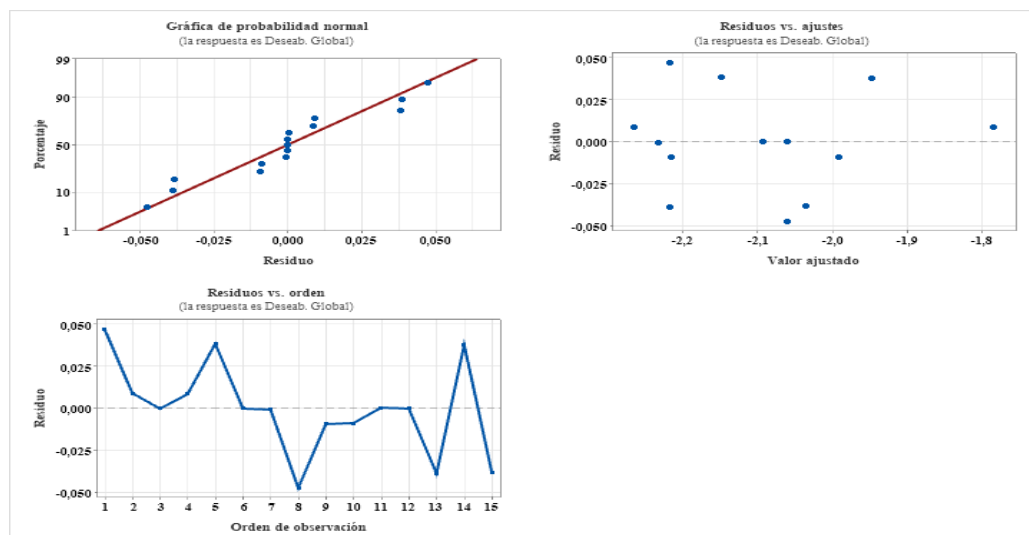 Gráfica de probabilidad normal
(la respuesta es Deseab. Global)
99
90
50
10
1
Porcentaje
-0,050 -0,025 0,000 0,025 0,050
Residuo
Residuos vs. ajustes
(la respuesta es Deseab. Global)
0,050
0,025
0,000
-0,025
-0,050
Residuo
-2,2 -2,1 -2,0 -1,9 -1,8
Valor ajustado
Residuos vs. orden
(la respuesta es Deseab. Global)
0,050
0,025
0,000
-0,025
-0,050
Residuo
1 2 3 4 5 6 7 8 9 10 11 12 13 14 15
Orden de observación